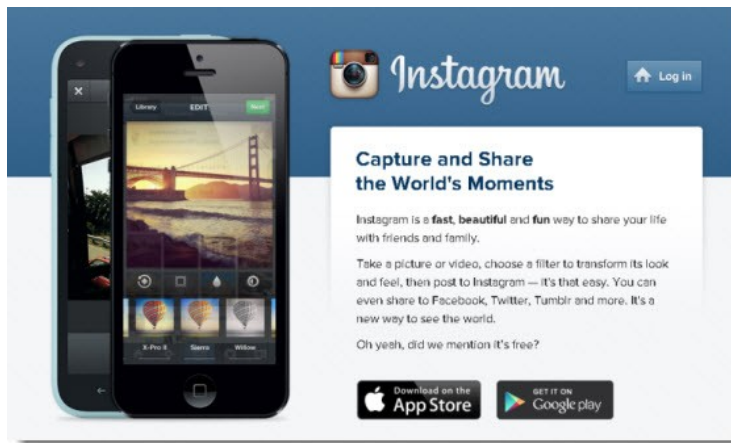 Instagram
Log in
Library
EDIT
Next
Capture and Share
the World's Moments
Instagram is a fast, beautiful and fun way to share your life
with friends and family.
Take a picture or video, choose a filter to transform its look
and feel, then post to Instagram — it's that easy. You can
even share to Facebook, Twitter, Tumblr and more. It's a
new way to see the world.
Oh yeah, did we mention it's free?
X-Pro II
Sierra
Willow
Download on the
App Store
GET IT ON
Google play